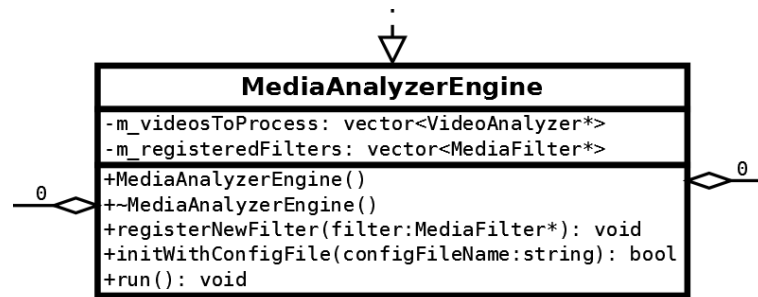 MediaAnalyzerEngine
-m_videosToProcess: vector<VideoAnalyzer*>
-m_registeredFilters: vector<MediaFilter*>
+MediaAnalyzerEngine()
+~MediaAnalyzerEngine()
+registerNewFilter(filter:MediaFilter*): void
+initWithConfigFile(configFileName:string): bool
+run(): void
0
0